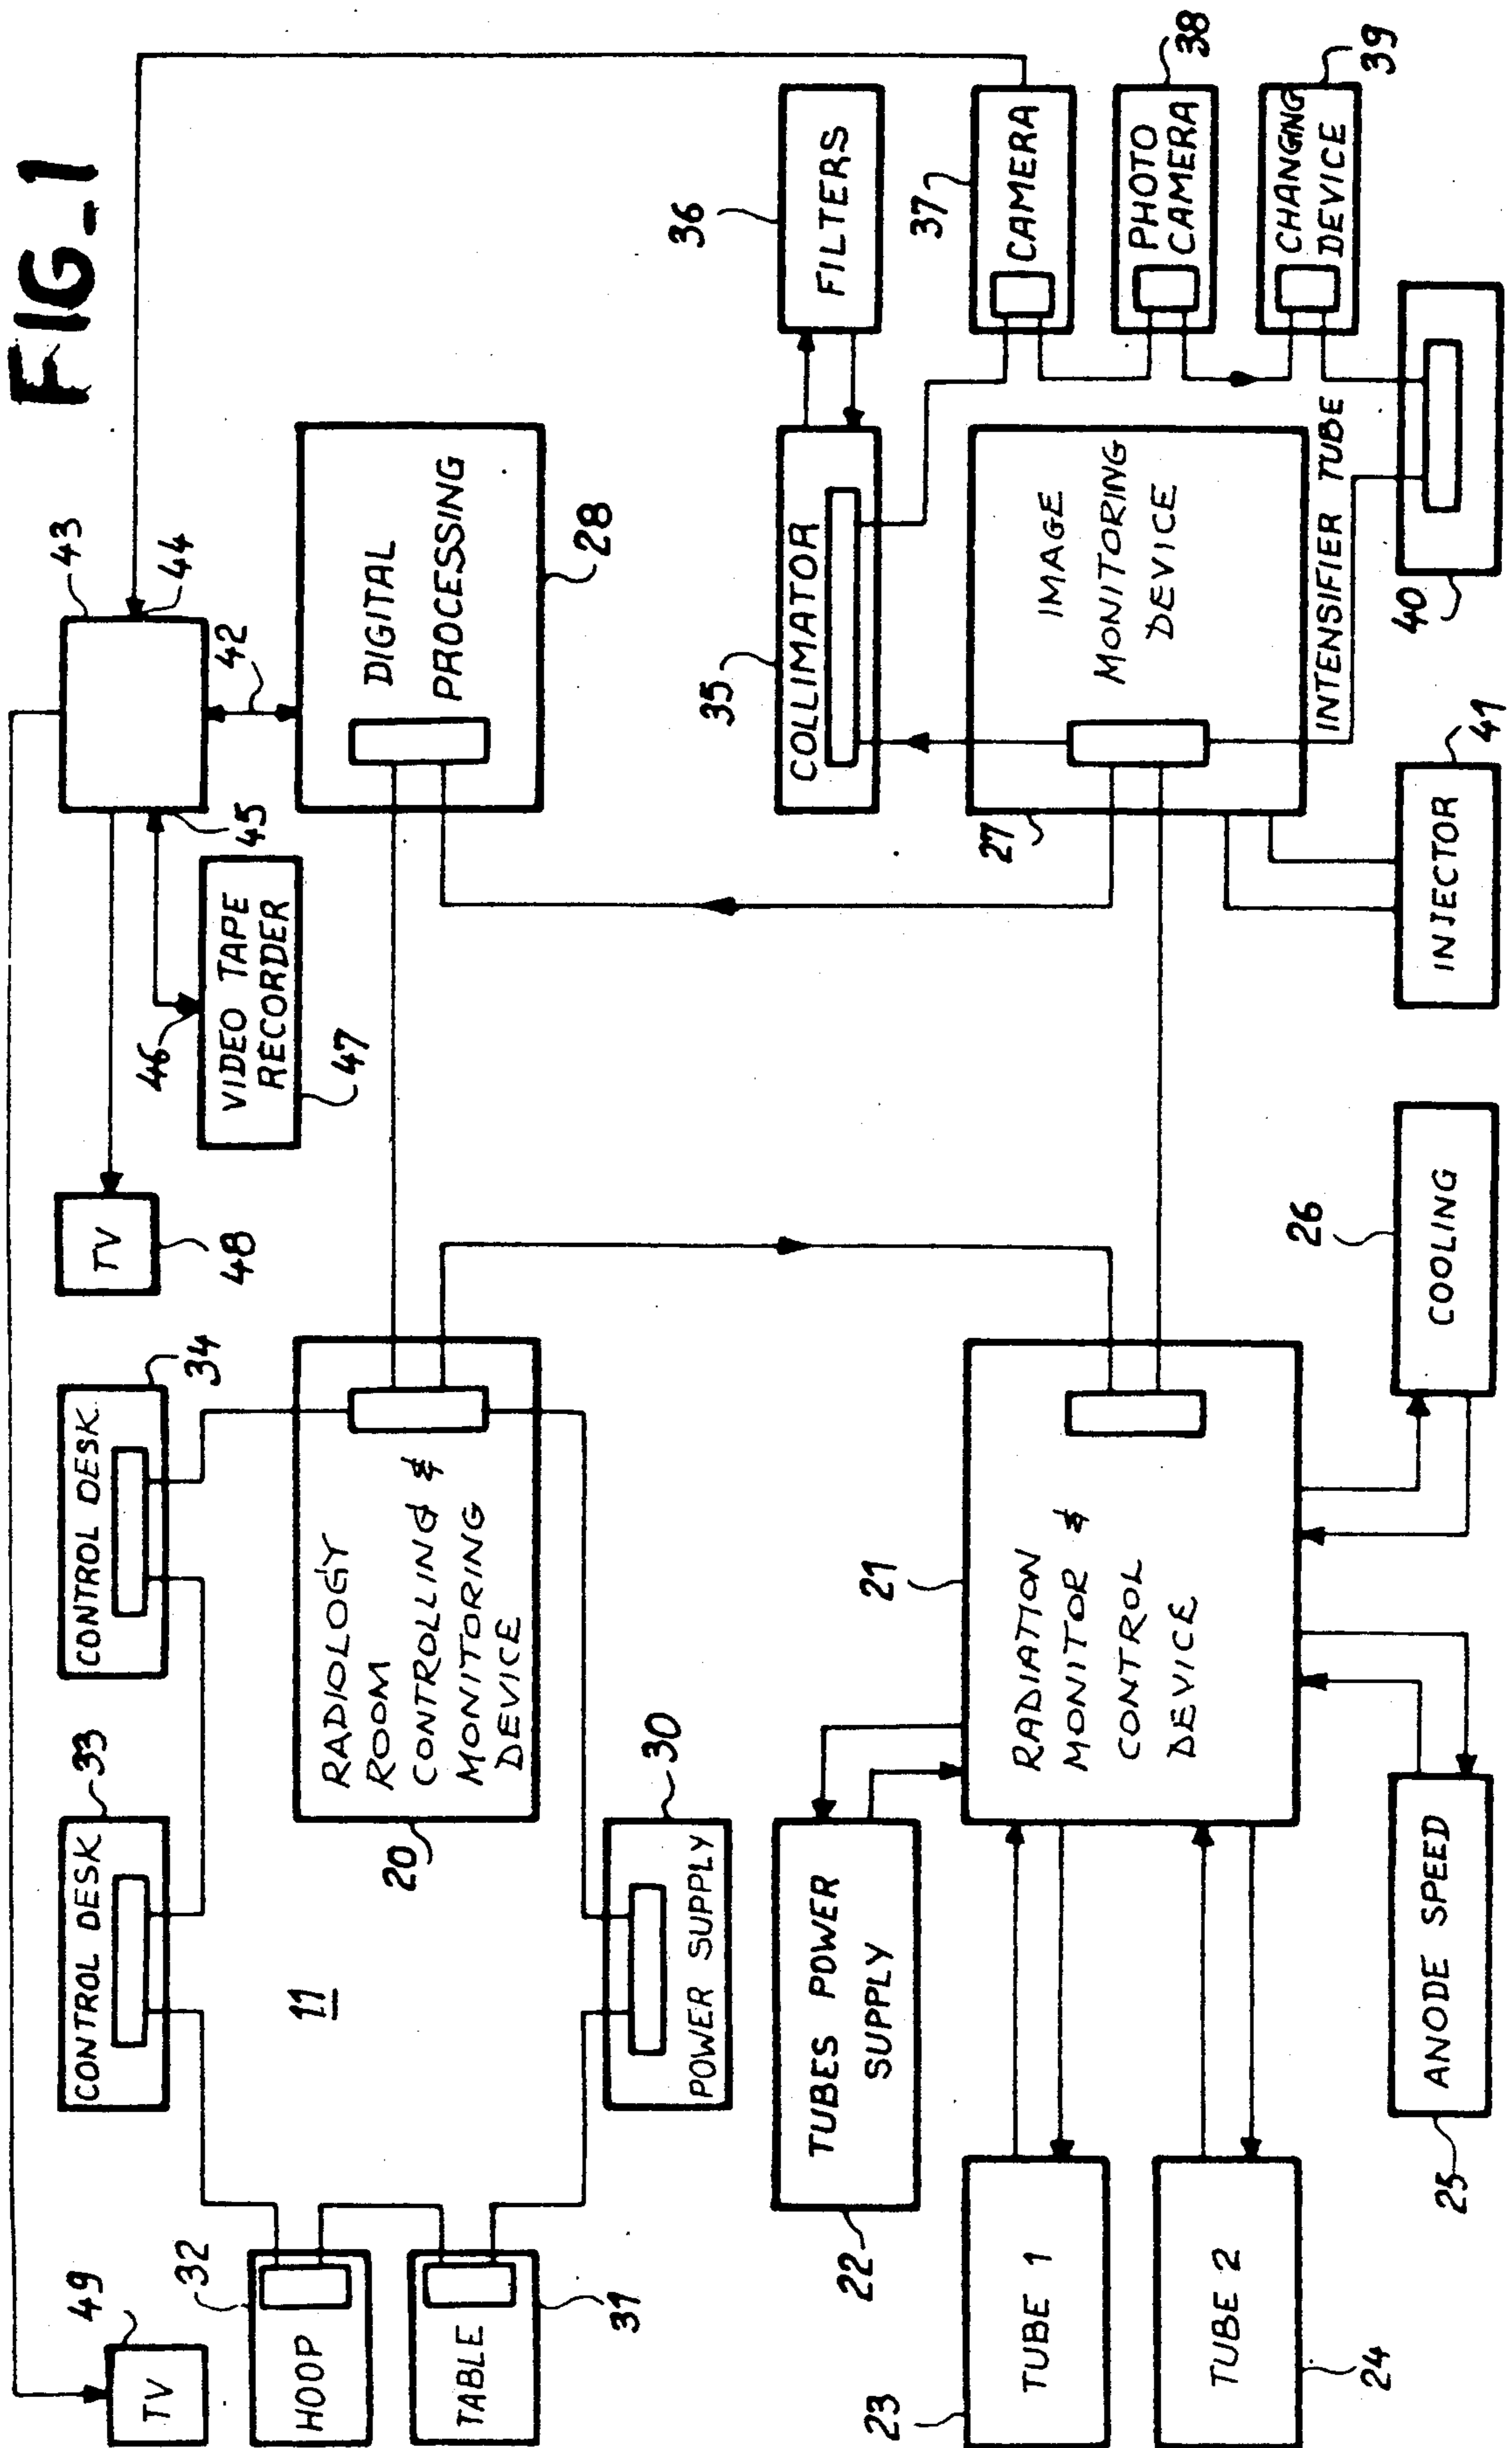 FIG_1
49
TV
32
HOOP
TABLE
31
33
CONTROL DESK
34
CONTROL DESK
11
20
RADIOLOGY
ROOM
CONTROLLING &
MONITORING
DEVICE
30
POWER SUPPLY
TV
48
46
VIDEO TAPE
RECORDER
47
43
44
45
42
DIGITAL
PROCESSING
28
22
TUBES POWER
SUPPLY
23
TUBE 1
TUBE 2
24
21
RADIATION
MONITOR &
CONTROL
DEVICE
25
ANODE SPEED
26
COOLING
35
COLLIMATOR
36
FILTERS
27
IMAGE
MONITORING
DEVICE
37
CAMERA
38
PHOTO
CAMERA
39
CHANGING
DEVICE
INTENSIFIER TUBE
40
41
INJECTOR